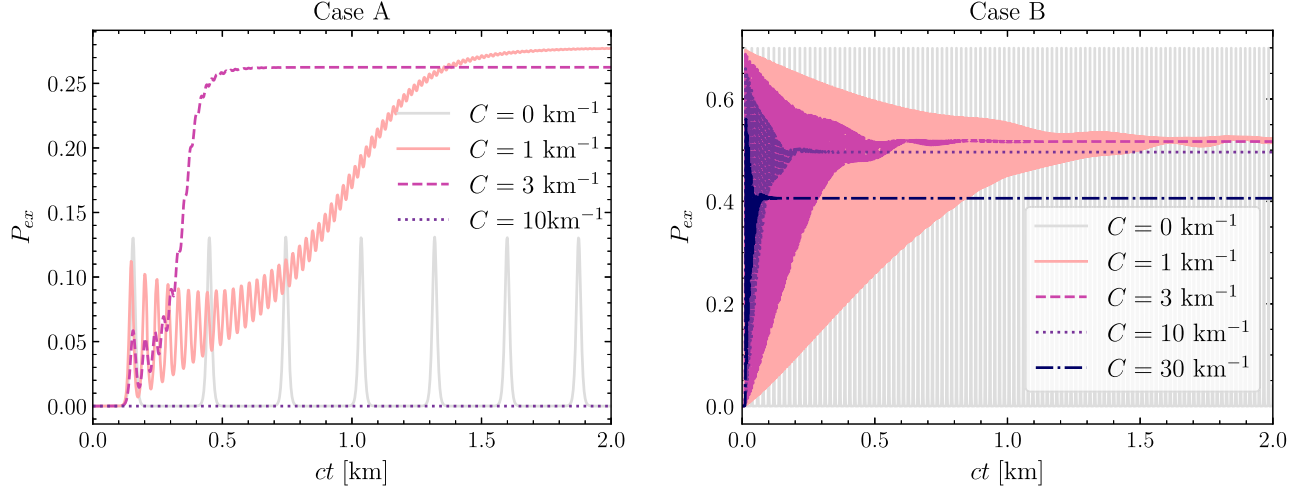 Case A
P_ex
0.25
0.20
0.15
0.10
0.05
0.00
C = 0 km⁻¹
C = 1 km⁻¹
C = 3 km⁻¹
C = 10km⁻¹
0.0 0.5 1.0 1.5 2.0
ct [km]
Case B
P_ex
0.6
0.4
0.2
0.0
C = 0 km⁻¹
C = 1 km⁻¹
C = 3 km⁻¹
C = 10 km⁻¹
C = 30 km⁻¹
0.0 0.5 1.0 1.5 2.0
ct [km]